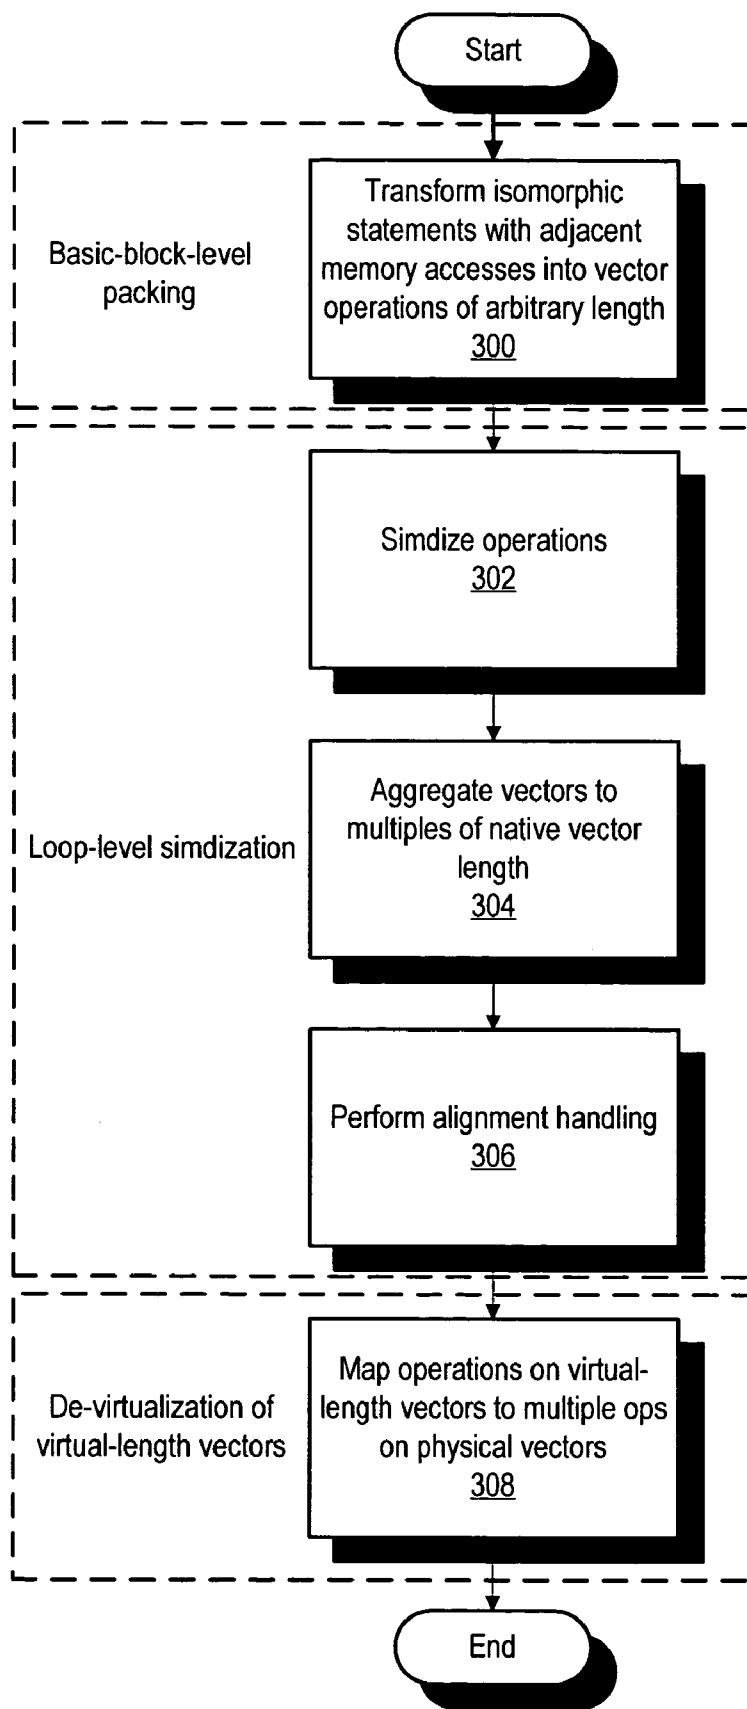 Start
Basic-block-level
packing
Transform isomorphic
statements with adjacent
memory accesses into vector
operations of arbitrary length
300
Loop-level simdization
Simdize operations
302
Aggregate vectors to
multiples of native vector
length
304
Perform alignment handling
306
De-virtualization of
virtual-length vectors
Map operations on virtual-
length vectors to multiple ops
on physical vectors
308
End